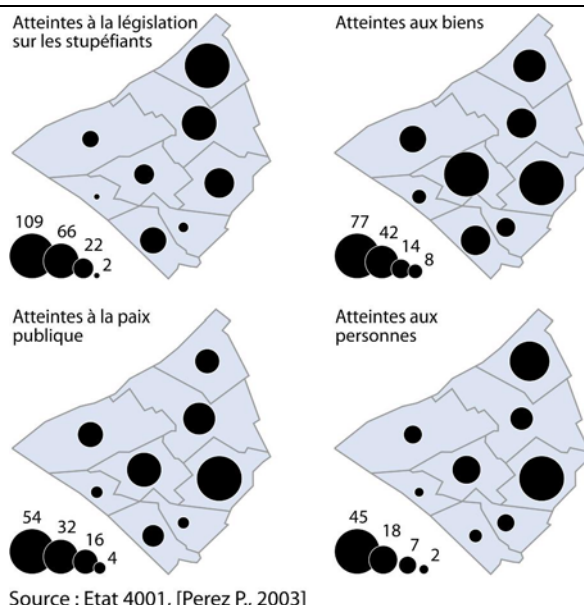 Atteintes à la législation
sur les stupéfiants
109
66
22
2
Atteintes aux biens
77
42
14
8
Atteintes à la paix
publique
54
32
16
4
Atteintes aux
personnes
45
18
7
2
Source : Etat 4001, [Perez P., 2003]